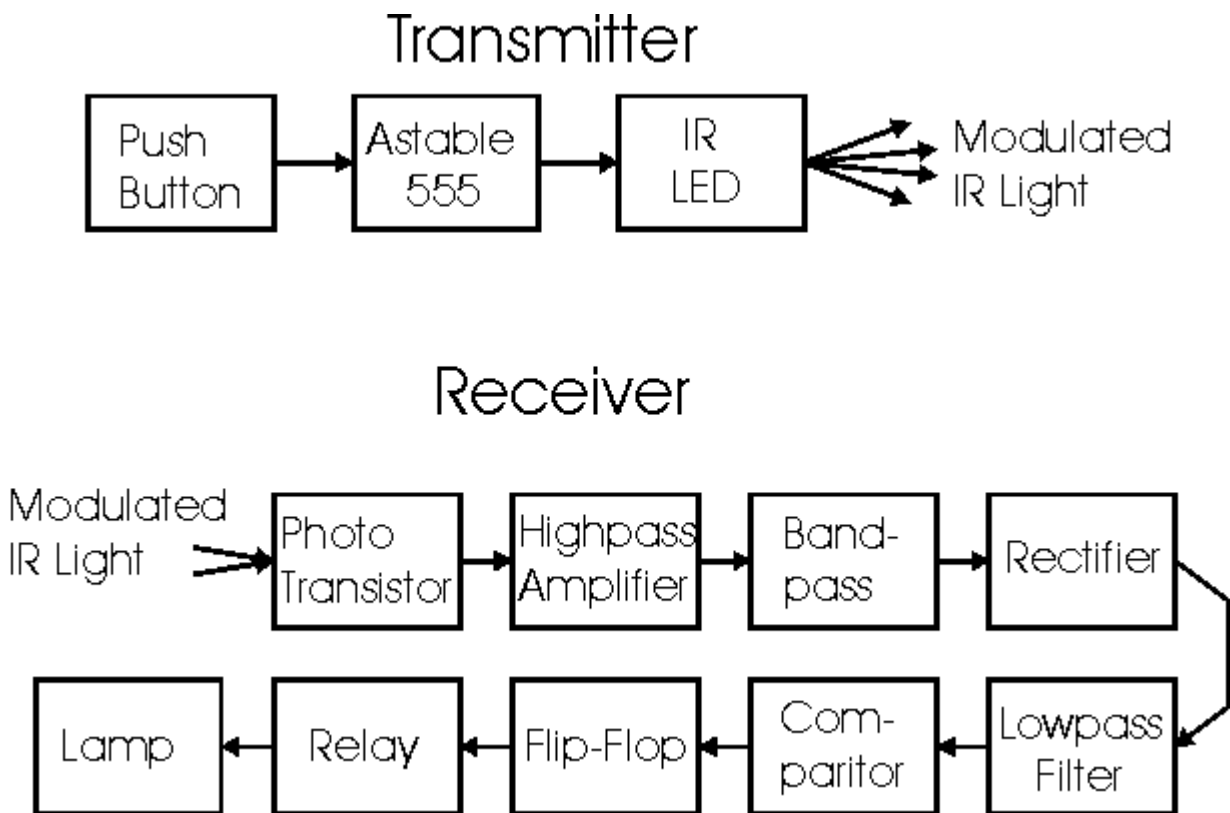 Transmitter
Push
Button
Astable
555
IR
LED
Modulated
IR Light
Receiver
Modulated
IR Light
Photo
Transistor
Highpass
Amplifier
Band-
pass
Rectifier
Lamp
Relay
Flip-Flop
Com-
paritor
Lowpass
Filter